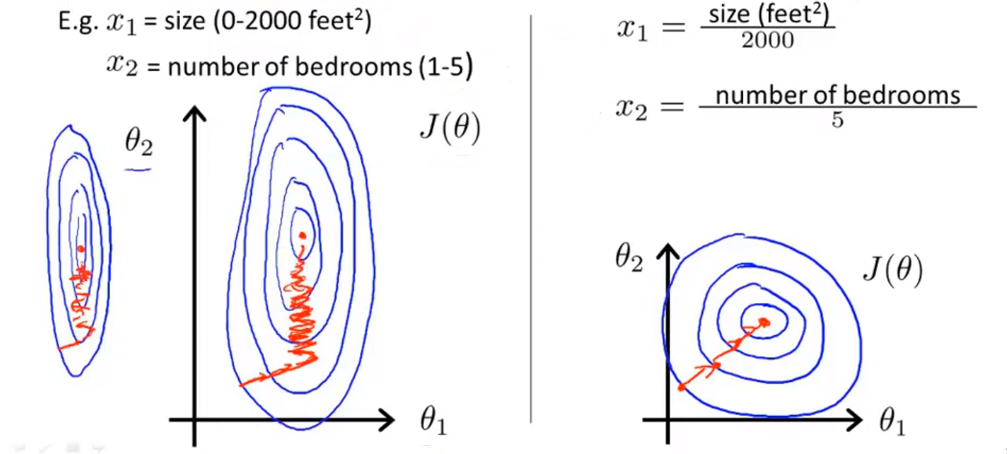 E.g. x₁ = size (0-2000 feet²)
x₂ = number of bedrooms (1-5)
θ₂
J(θ)
θ₁
x₁ = size (feet²) / 2000
x₂ = number of bedrooms / 5
θ₂
J(θ)
θ₁